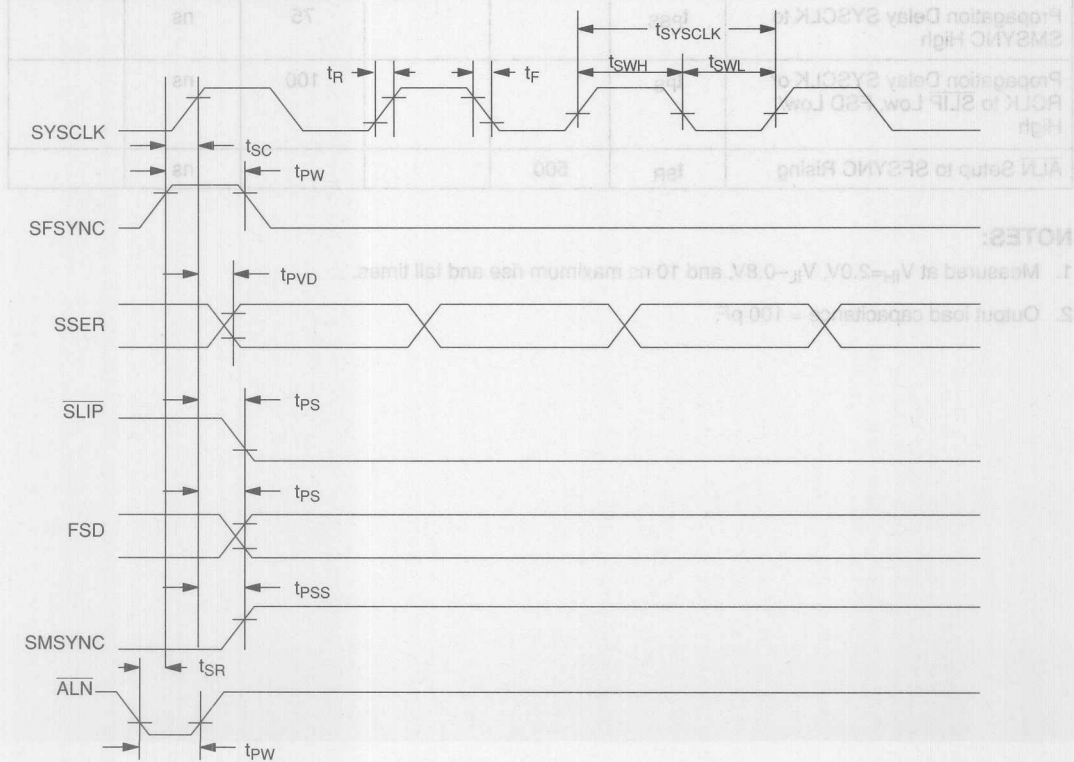 Propagation Delay SYSCLK to
SMSYNC High
tPSS
75
ns
Propagation Delay SYSCLK or
RCLK to SLIP Low, FSD Low/
High
tPS
100
ns
ALN Setup to SFSYNC Rising
tSR
500
ns
tSYSCLK
tR
tF
tSWH
tSWL
SYSCLK
tSC
tPW
SFSYNC
tPVD
SSER
SLIP
tPS
tPS
FSD
tPSS
SMSYNC
tSR
ALN
tPW
NOTES:
1. Measured at VIH=2.0V, VIL=0.8V, and 10 ns maximum rise and fall times.
2. Output load capacitance = 100 pF.